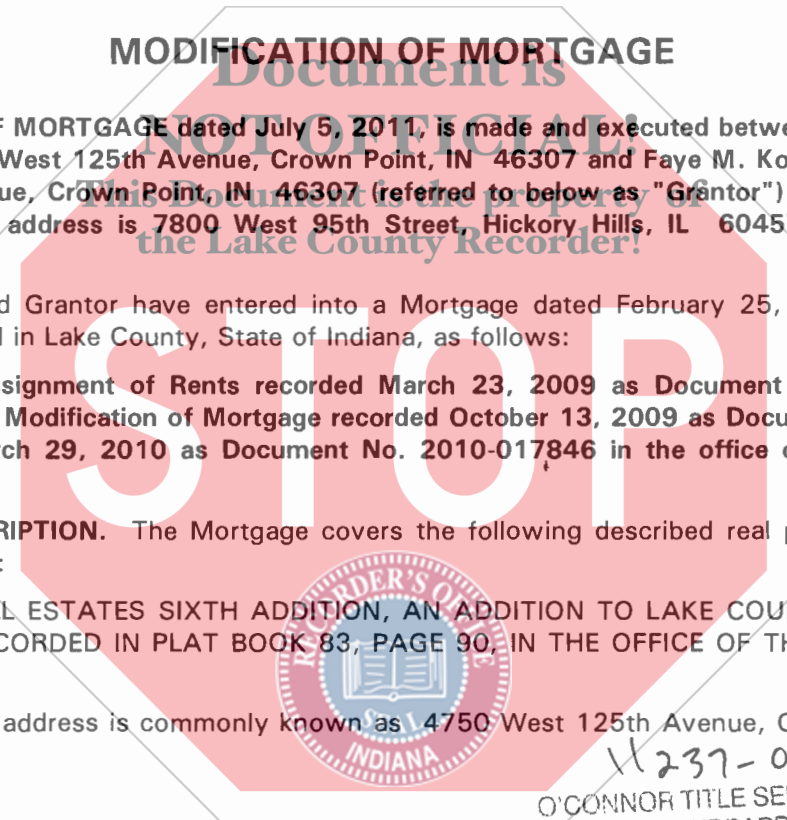 MODIFICATION OF MORTGAGE
Document is
F MORTGAGE dated July 5, 2011, is made and executed betwe
NOT OFFICIAL!
West 125th Avenue, Crown Point, IN 46307 and Faye M. Ko
ue, Crown Point, IN 46307 (referred to below as "Grantor")
This Document is the property of
address is 7800 West 95th Street, Hickory Hills, IL 6045
the Lake County Recorder!
d Grantor have entered into a Mortgage dated February 25,
d in Lake County, State of Indiana, as follows:
STOP
signment of Rents recorded March 23, 2009 as Document
Modification of Mortgage recorded October 13, 2009 as Docu
rch 29, 2010 as Document No. 2010-017846 in the office o
RIPTION. The Mortgage covers the following described real p
:
RECORDER'S OFFICE
L ESTATES SIXTH ADDITION, AN ADDITION TO LAKE COU
CORDED IN PLAT BOOK 83, PAGE 90, IN THE OFFICE OF TH
SEAL
address is commonly known as 4750 West 125th Avenue, C
INDIANA
11237-0
O'CONNOR TITLE SE